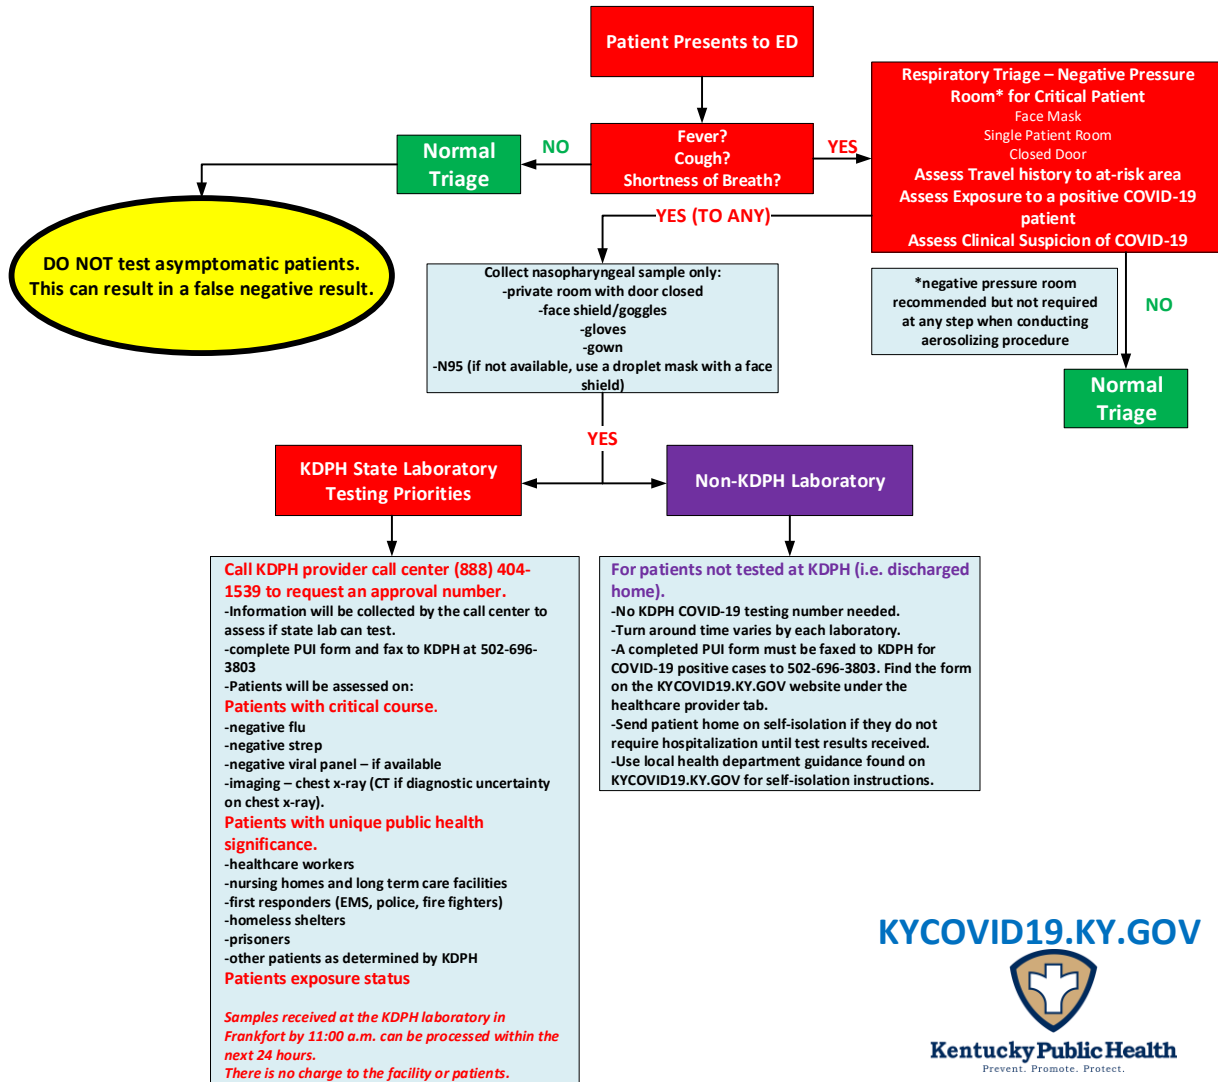 Patient Presents to ED
Respiratory Triage – Negative Pressure
Room* for Critical Patient
Face Mask
Single Patient Room
Closed Door
Assess Travel history to at-risk area
Assess Exposure to a positive COVID-19
patient
Assess Clinical Suspicion of COVID-19
Fever?
Cough?
Shortness of Breath?
NO
YES
Normal
Triage
YES (TO ANY)
DO NOT test asymptomatic patients.
This can result in a false negative result.
Collect nasopharyngeal sample only:
-private room with door closed
-face shield/goggles
-gloves
-gown
-N95 (if not available, use a droplet mask with a face
shield)
*negative pressure room
recommended but not required
at any step when conducting
aerosolizing procedure
NO
Normal
Triage
YES
KDPH State Laboratory
Testing Priorities
Non-KDPH Laboratory
Call KDPH provider call center (888) 404-
1539 to request an approval number.
-Information will be collected by the call center to
assess if state lab can test.
-complete PUI form and fax to KDPH at 502-696-
3803
-Patients will be assessed on:
Patients with critical course.
-negative flu
-negative strep
-negative viral panel – if available
-imaging – chest x-ray (CT if diagnostic uncertainty
on chest x-ray).
Patients with unique public health
significance.
-healthcare workers
-nursing homes and long term care facilities
-first responders (EMS, police, fire fighters)
-homeless shelters
-prisoners
-other patients as determined by KDPH
Patients exposure status
Samples received at the KDPH laboratory in
Frankfort by 11:00 a.m. can be processed within the
next 24 hours.
There is no charge to the facility or patients.
For patients not tested at KDPH (i.e. discharged
home).
-No KDPH COVID-19 testing number needed.
-Turn around time varies by each laboratory.
-A completed PUI form must be faxed to KDPH for
COVID-19 positive cases to 502-696-3803. Find the form
on the KYCOVID19.KY.GOV website under the
healthcare provider tab.
-Send patient home on self-isolation if they do not
require hospitalization until test results received.
-Use local health department guidance found on
KYCOVID19.KY.GOV for self-isolation instructions.
KYCOVID19.KY.GOV
Kentucky Public Health
Prevent. Promote. Protect.